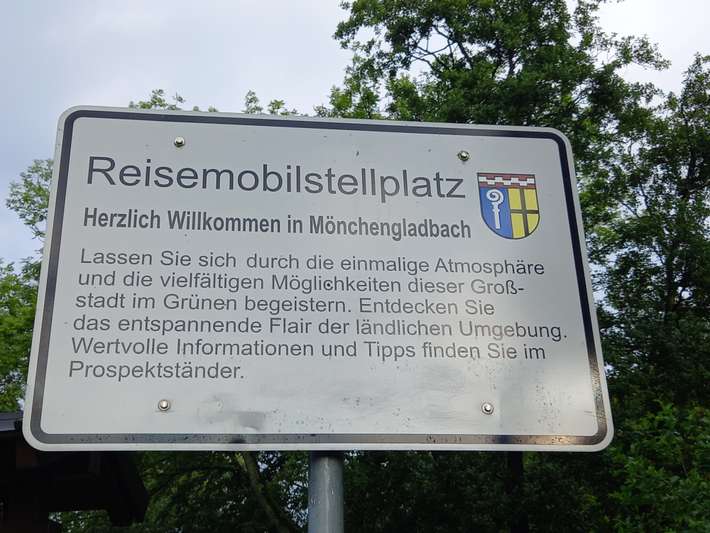 Reisemobilstellplatz
Herzlich Willkommen in Mönchengladbach
Lassen Sie sich durch die einmalige Atmosphäre
und die vielfältigen Möglichkeiten dieser Groß-
stadt im Grünen begeistern. Entdecken Sie
das entspannende Flair der ländlichen Umgebung.
Wertvolle Informationen und Tipps finden Sie im
Prospektständer.